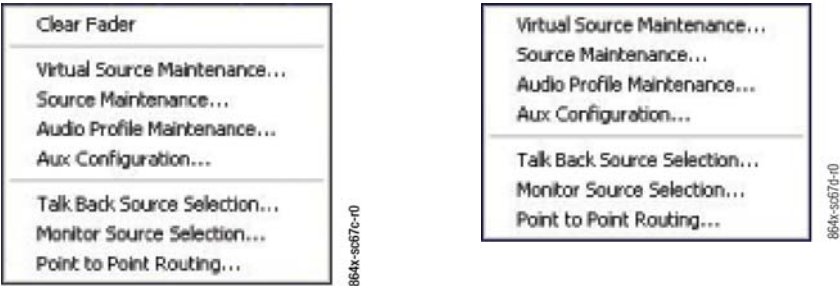 Clear Fader
Virtual Source Maintenance...
Source Maintenance...
Audio Profile Maintenance...
Aux Configuration...
Talk Back Source Selection...
Monitor Source Selection...
Point to Point Routing...
864x-sc67c-r0
Virtual Source Maintenance...
Source Maintenance...
Audio Profile Maintenance...
Aux Configuration...
Talk Back Source Selection...
Monitor Source Selection...
Point to Point Routing...
864x-sc67d-r0